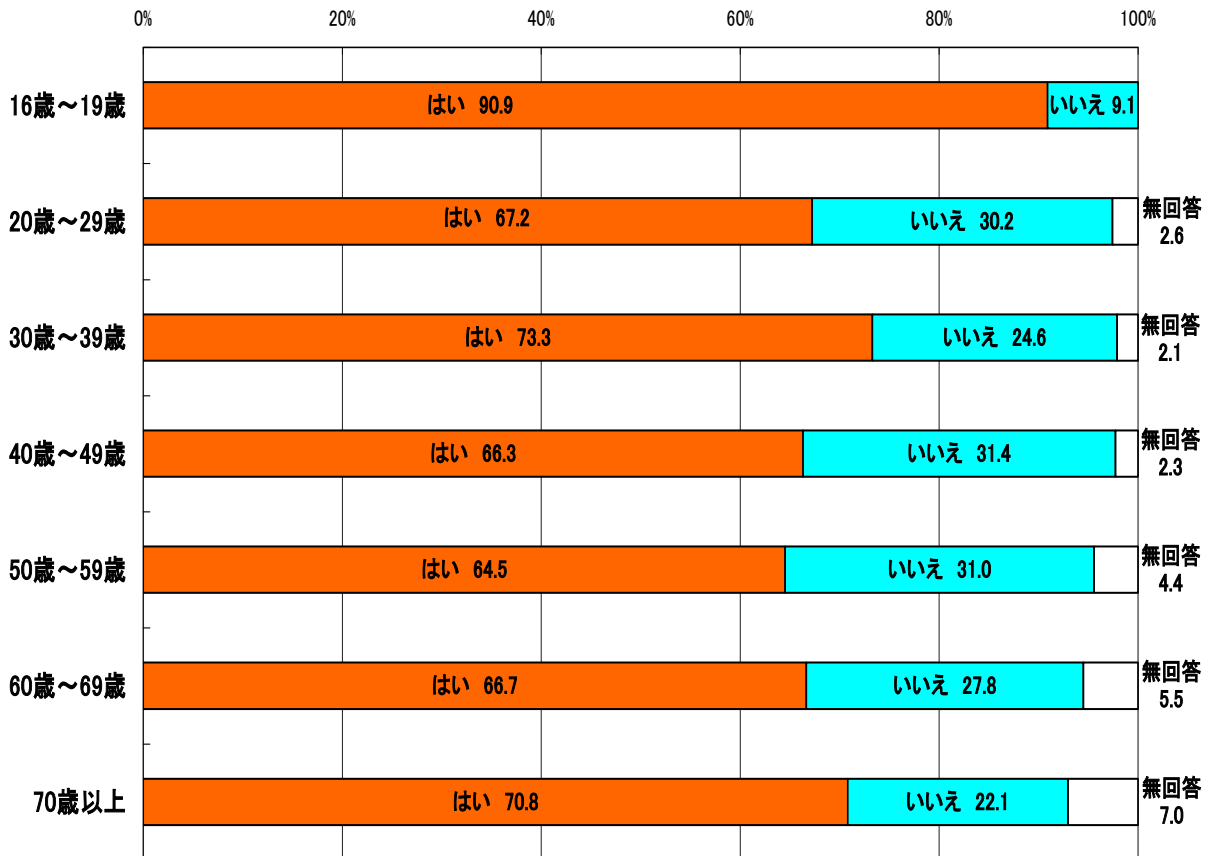 0% 20% 40% 60% 80% 100%
16歳～19歳 はい 90.9 いいえ 9.1
20歳～29歳 はい 67.2 いいえ 30.2 無回答
2.6
30歳～39歳 はい 73.3 いいえ 24.6 無回答
2.1
40歳～49歳 はい 66.3 いいえ 31.4 無回答
2.3
50歳～59歳 はい 64.5 いいえ 31.0 無回答
4.4
60歳～69歳 はい 66.7 いいえ 27.8 無回答
5.5
70歳以上 はい 70.8 いいえ 22.1 無回答
7.0